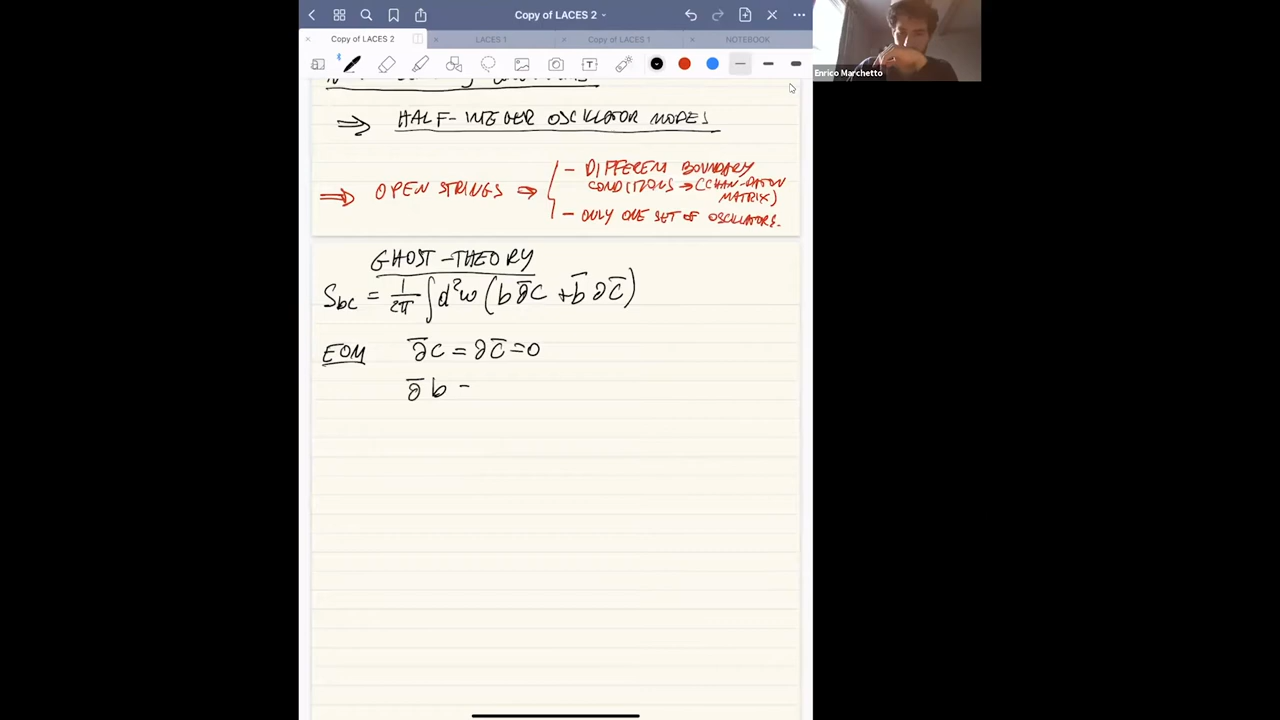 Copy of LACES 2
Copy of LACES 2
LACES 1
Copy of LACES 1
NOTEBOOK
Enrico Marchetto
⇒ HALF-INTEGER OSCILLATOR MODES
⇒ OPEN STRINGS ⇒
- DIFFERENT BOUNDARY
CONDITIONS → (CHAN-PATON
MATRIX)
- ONLY ONE SET OF OSCILLATORS.
GHOST-THEORY
S_bc = 1/2π ∫ d²w (b ∂̄c + b̄ ∂c̄)
EOM ∂̄c = ∂c̄ = 0
∂̄b =